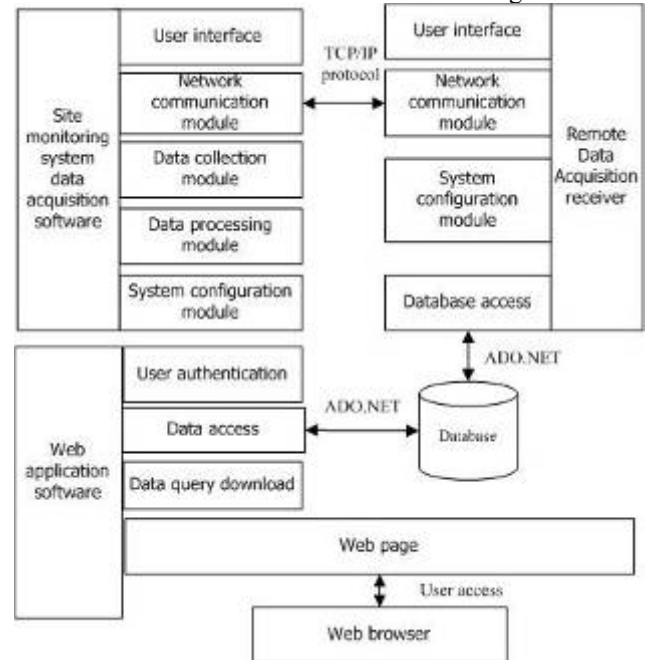 User interface
Network
communication
module
Data collection
module
Data processing
module
System configuration
module
Site
monitoring
system
data
acquisition
software
TCP/IP
protocol
User interface
Network
communication
module
System
configuration
module
Database access
Remote
Data
Acquisition
receiver
ADO.NET
User authentication
Data access
Data query download
Web
application
software
ADO.NET
Database
Web page
User access
Web browser